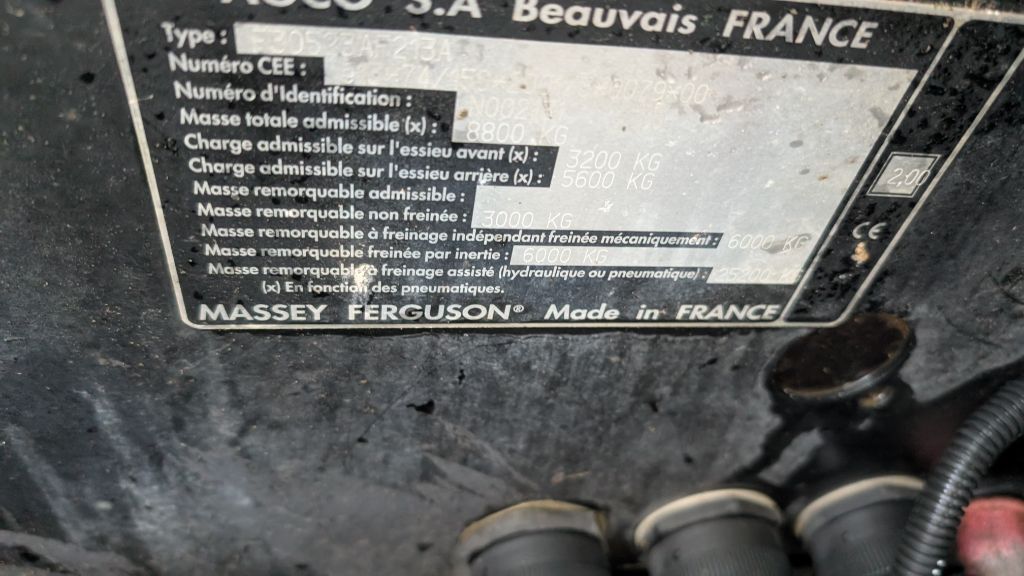 AGCO S.A Beauvais FRANCE
Type :
Numéro CEE :
Numéro d'Identification :
Masse totale admissible (x) : 8800 KG
Charge admissible sur l'essieu avant (x) : 3200 KG
Charge admissible sur l'essieu arrière (x) : 5600 KG
Masse remorquable admissible :
Masse remorquable non freinée : 3000 KG
Masse remorquable à freinage indépendant freinée mécaniquement : 6000 KG
Masse remorquable freinée par inertie : 6000 KG
Masse remorquable à freinage assisté (hydraulique ou pneumatique) : 25200 KG
(x) En fonction des pneumatiques.
MASSEY FERGUSON® Made in FRANCE
2,00
CE